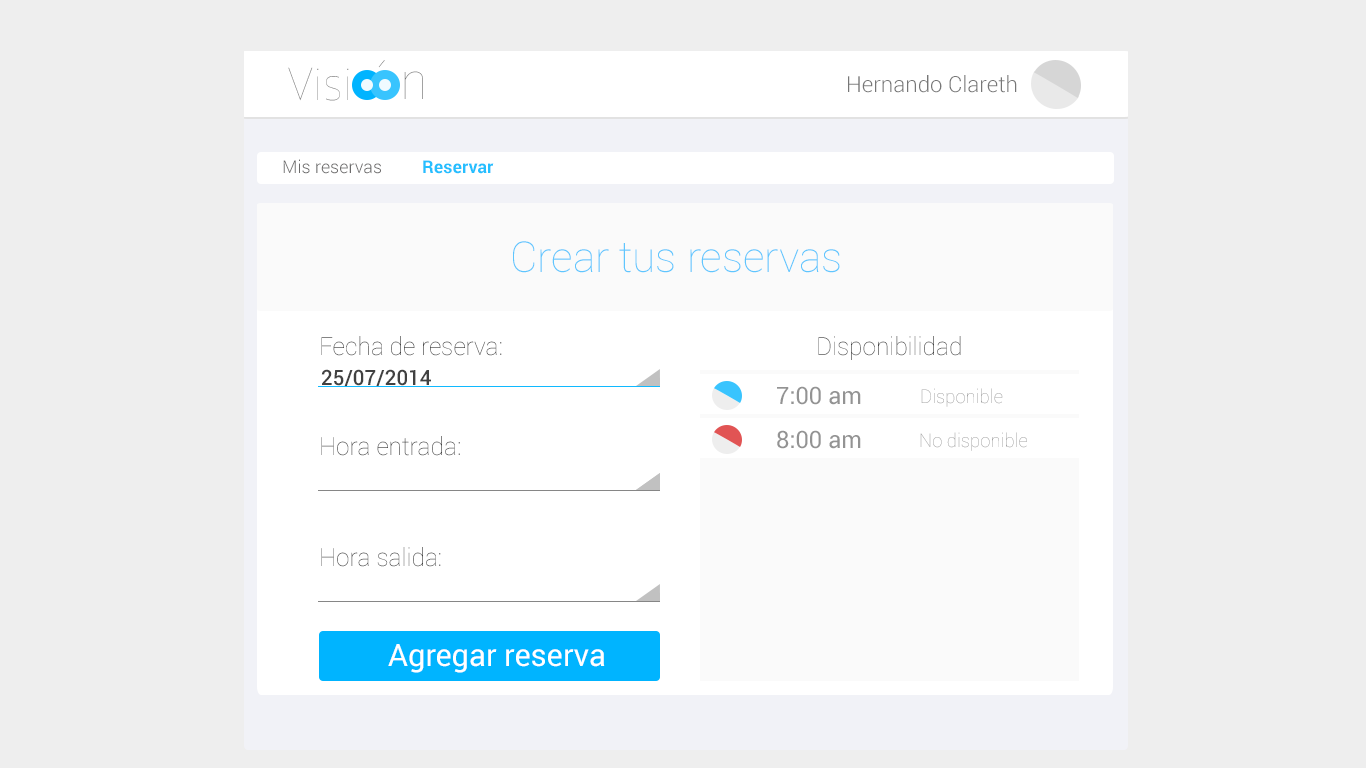 Visioón
Hernando Clareth
Mis reservas Reservar
Crear tus reservas
Fecha de reserva:
25/07/2014
Hora entrada:
Hora salida:
Agregar reserva
Disponibilidad
7:00 am Disponible
8:00 am No disponible